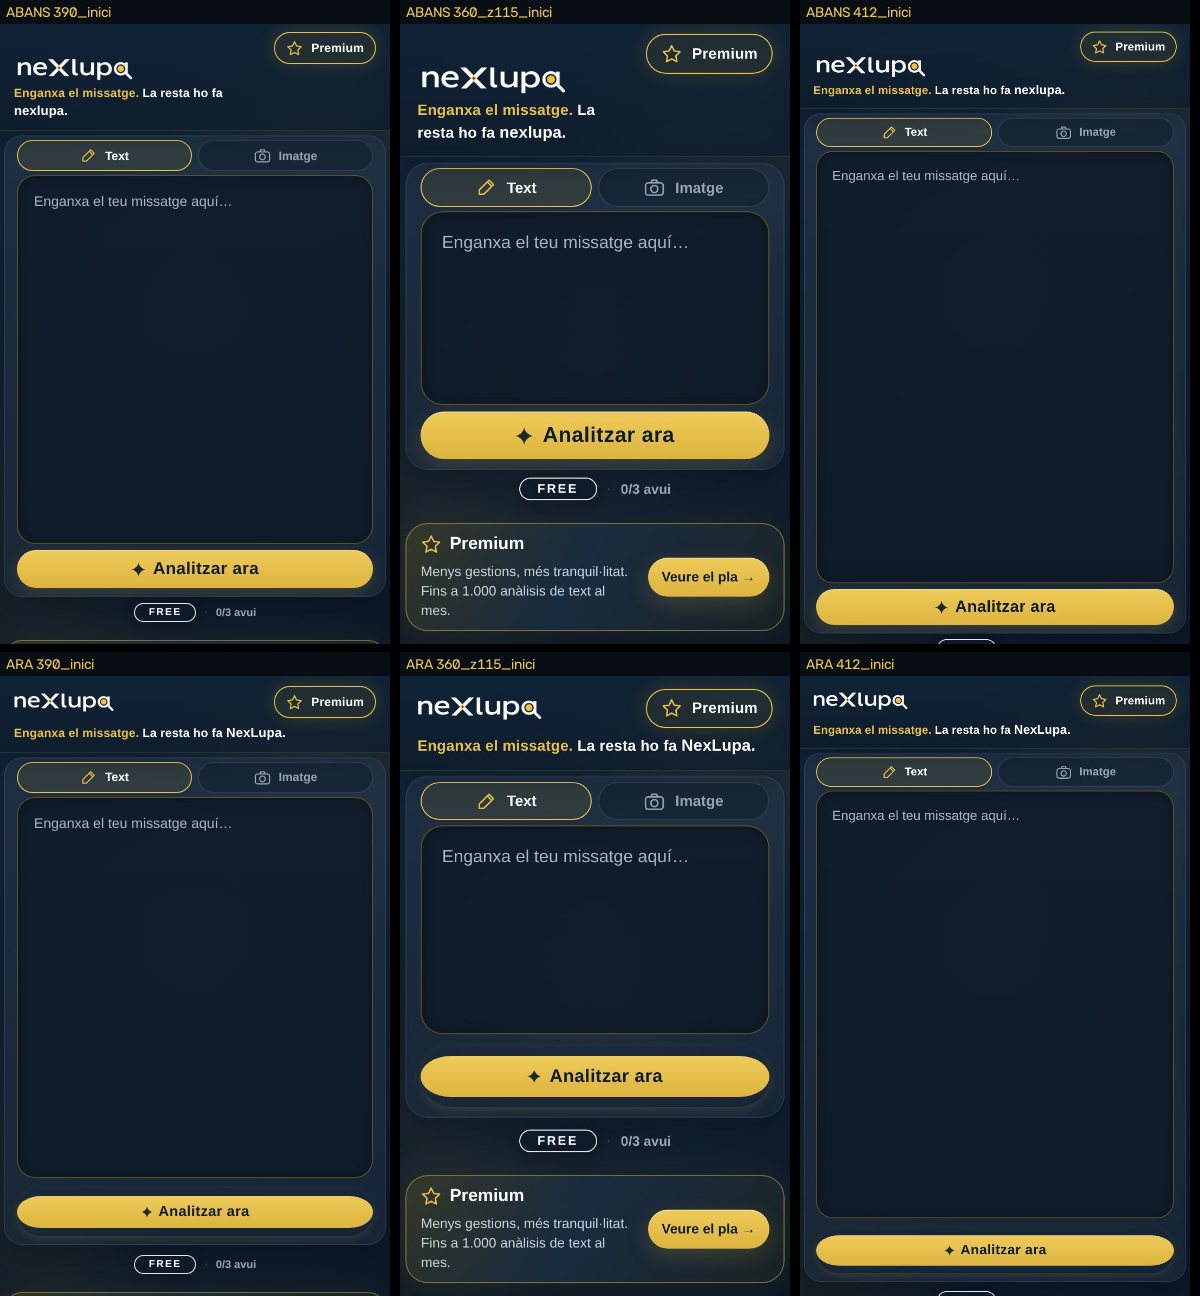 ABANS 390_inici
Premium
neXlupa
Enganxa el missatge. La resta ho fa
nexlupa.
Text
Imatge
Enganxa el teu missatge aquí…
Analitzar ara
FREE · 0/3 avui
ABANS 360_z115_inici
Premium
neXlupa
Enganxa el missatge. La
resta ho fa nexlupa.
Text
Imatge
Enganxa el teu missatge aquí…
Analitzar ara
FREE · 0/3 avui
Premium
Menys gestions, més tranquil·litat.
Fins a 1.000 anàlisis de text al
mes.
Veure el pla →
ABANS 412_inici
Premium
neXlupa
Enganxa el missatge. La resta ho fa nexlupa.
Text
Imatge
Enganxa el teu missatge aquí…
Analitzar ara
ARA 390_inici
neXlupa
Premium
Enganxa el missatge. La resta ho fa NexLupa.
Text
Imatge
Enganxa el teu missatge aquí…
Analitzar ara
FREE · 0/3 avui
ARA 360_z115_inici
neXlupa
Premium
Enganxa el missatge. La resta ho fa NexLupa.
Text
Imatge
Enganxa el teu missatge aquí…
Analitzar ara
FREE · 0/3 avui
Premium
Menys gestions, més tranquil·litat.
Fins a 1.000 anàlisis de text al
mes.
Veure el pla →
ARA 412_inici
neXlupa
Premium
Enganxa el missatge. La resta ho fa NexLupa.
Text
Imatge
Enganxa el teu missatge aquí…
Analitzar ara